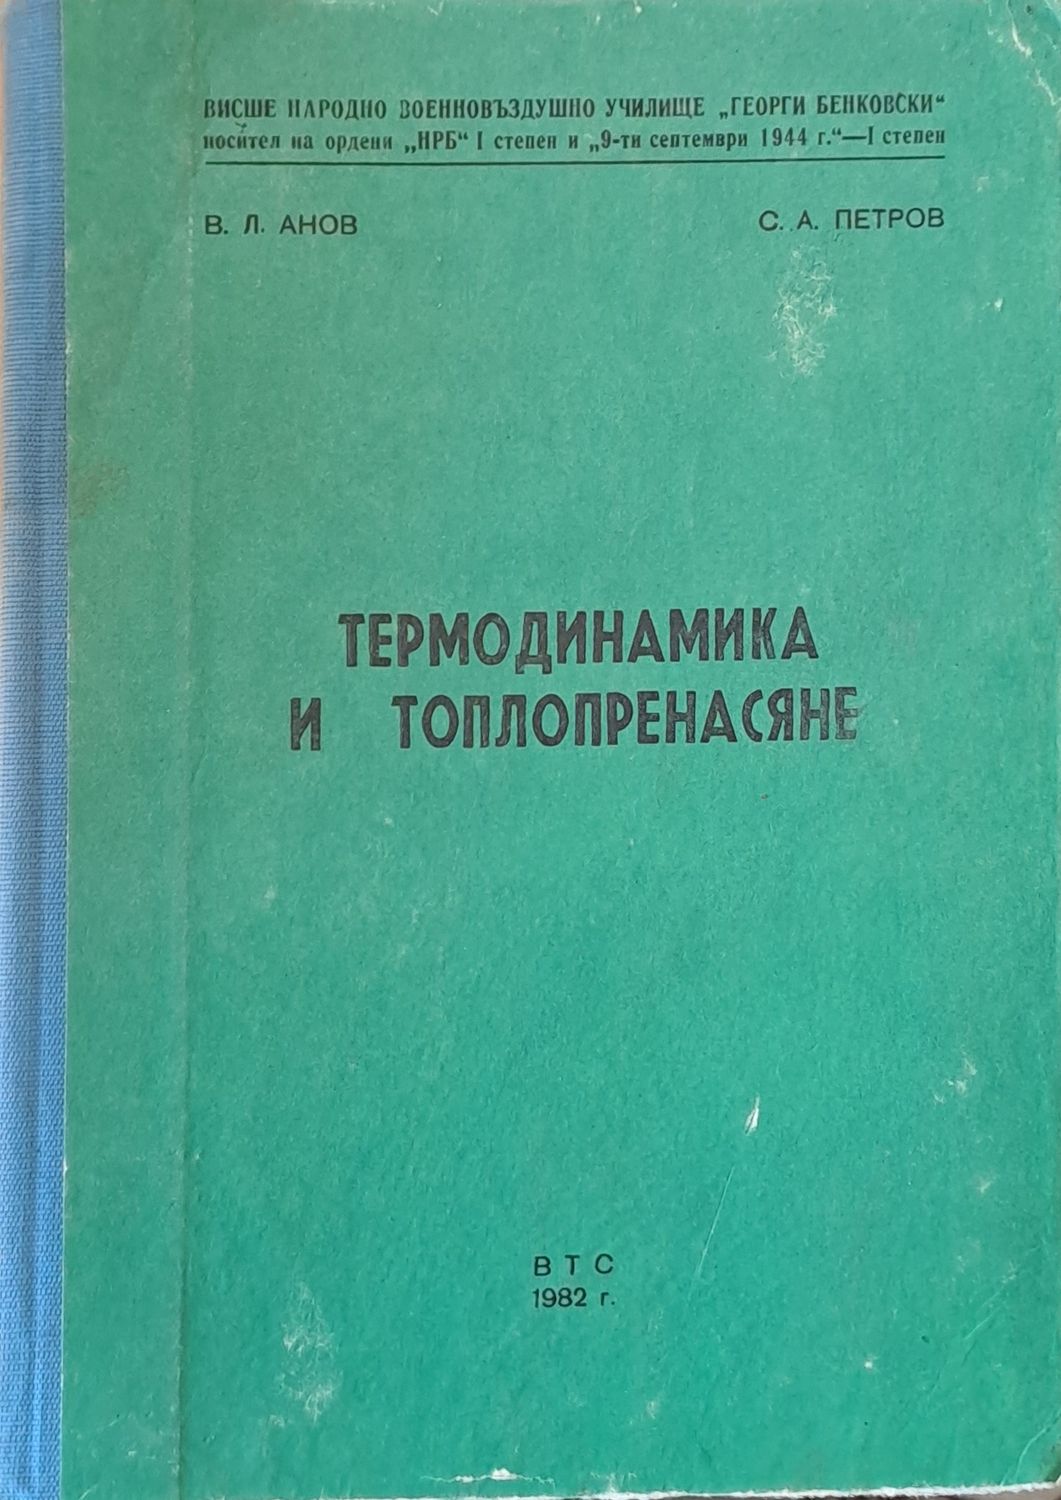 ВИСШЕ НАРОДНО ВОЕННОВЪЗДУШНО УЧИЛИЩЕ „ГЕОРГИ БЕНКОВСКИ“
носител на ордени „НРБ“ I степен и „9-ти септември 1944 г.“—I степен
В. Л. АНОВ С. А. ПЕТРОВ
ТЕРМОДИНАМИКА
И ТОПЛОПРЕНАСЯНЕ
В Т С
1982 г.